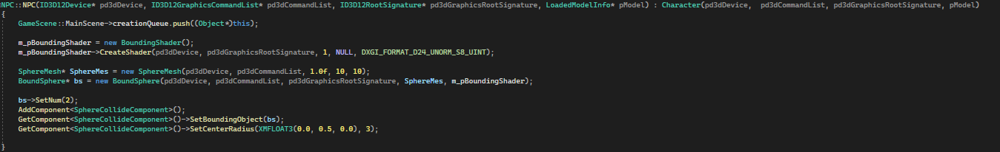 NPC::NPC(ID3D12Device* pd3dDevice, ID3D12GraphicsCommandList* pd3dCommandList, ID3D12RootSignature* pd3dGraphicsRootSignature, LoadedModelInfo* pModel) : Character(pd3dDevice,  pd3dCommandList, pd3dGraphicsRootSignature, pModel)
{
GameScene::MainScene->creationQueue.push((Object*)this);
m_pBoundingShader = new BoundingShader();
m_pBoundingShader->CreateShader(pd3dDevice, pd3dGraphicsRootSignature, 1, NULL, DXGI_FORMAT_D24_UNORM_S8_UINT);
SphereMesh* SphereMes = new SphereMesh(pd3dDevice, pd3dCommandList, 1.0f, 10, 10);
BoundSphere* bs = new BoundSphere(pd3dDevice, pd3dCommandList, pd3dGraphicsRootSignature, SphereMes, m_pBoundingShader);
bs->SetNum(2);
AddComponent<SphereCollideComponent>();
GetComponent<SphereCollideComponent>()->SetBoundingObject(bs);
GetComponent<SphereCollideComponent>()->SetCenterRadius(XMFLOAT3(0.0, 0.5, 0.0), 3);
}